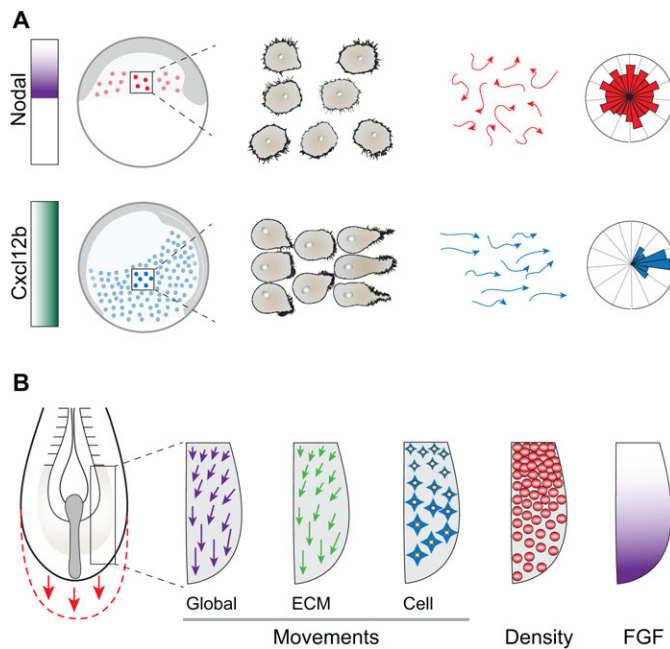 A
Nodal
Cxcl12b
B
Global
ECM
Cell
Movements
Density
FGF